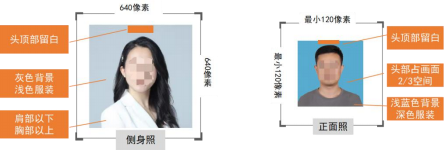 640像素
头顶部留白
640像素
灰色背景
浅色服装
肩部以下
胸部以上
侧身照
最小120像素
头顶部留白
最小120像素
头部占画面
2/3空间
浅蓝色背景
深色服装
正面照